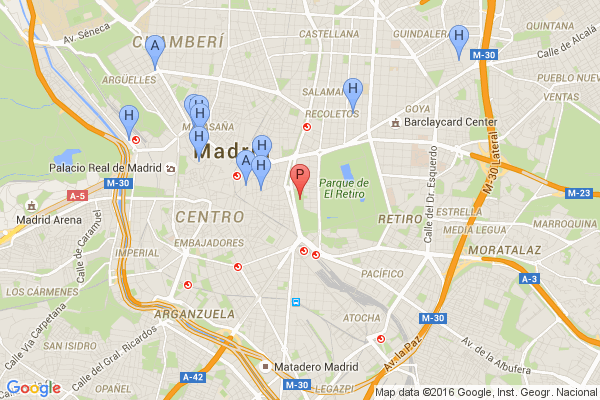 Av. Séneca
CHAMBERÍ
CASTELLANA
GUINDALERA
QUINTANA
Calle de Alcalá
H
A
M-30
ARGÜELLES
SALAMANCA
PUEBLO NUEVO
H
H
VENTAS
RECOLETOS
GOYA
H
H
MALASAÑA
Barclaycard Center
H
H
Madrid
H
M-30 Lateral
Palacio Real de Madrid
A
H
P
Parque de
El Retiro
M-30
A-5
Calle del Dr. Esquerdo
M-23
Madrid Arena
CENTRO
RETIRO
ESTRELLA
MARROQUINA
Calle de Caramuel
MEDIA LEGUA
IMPERIAL
EMBAJADORES
MORATALAZ
PACÍFICO
A-3
LOS CÁRMENES
ARGANZUELA
ATOCHA
M-30
Calle Vía Carpetana
Calle del Gral. Ricardos
SAN ISIDRO
Av. la Paz
Av. de la Albufera
Matadero Madrid
A-42
M-30
OPAÑEL
LEGAZPI
Google
Map data ©2016 Google, Inst. Geogr. Nacional